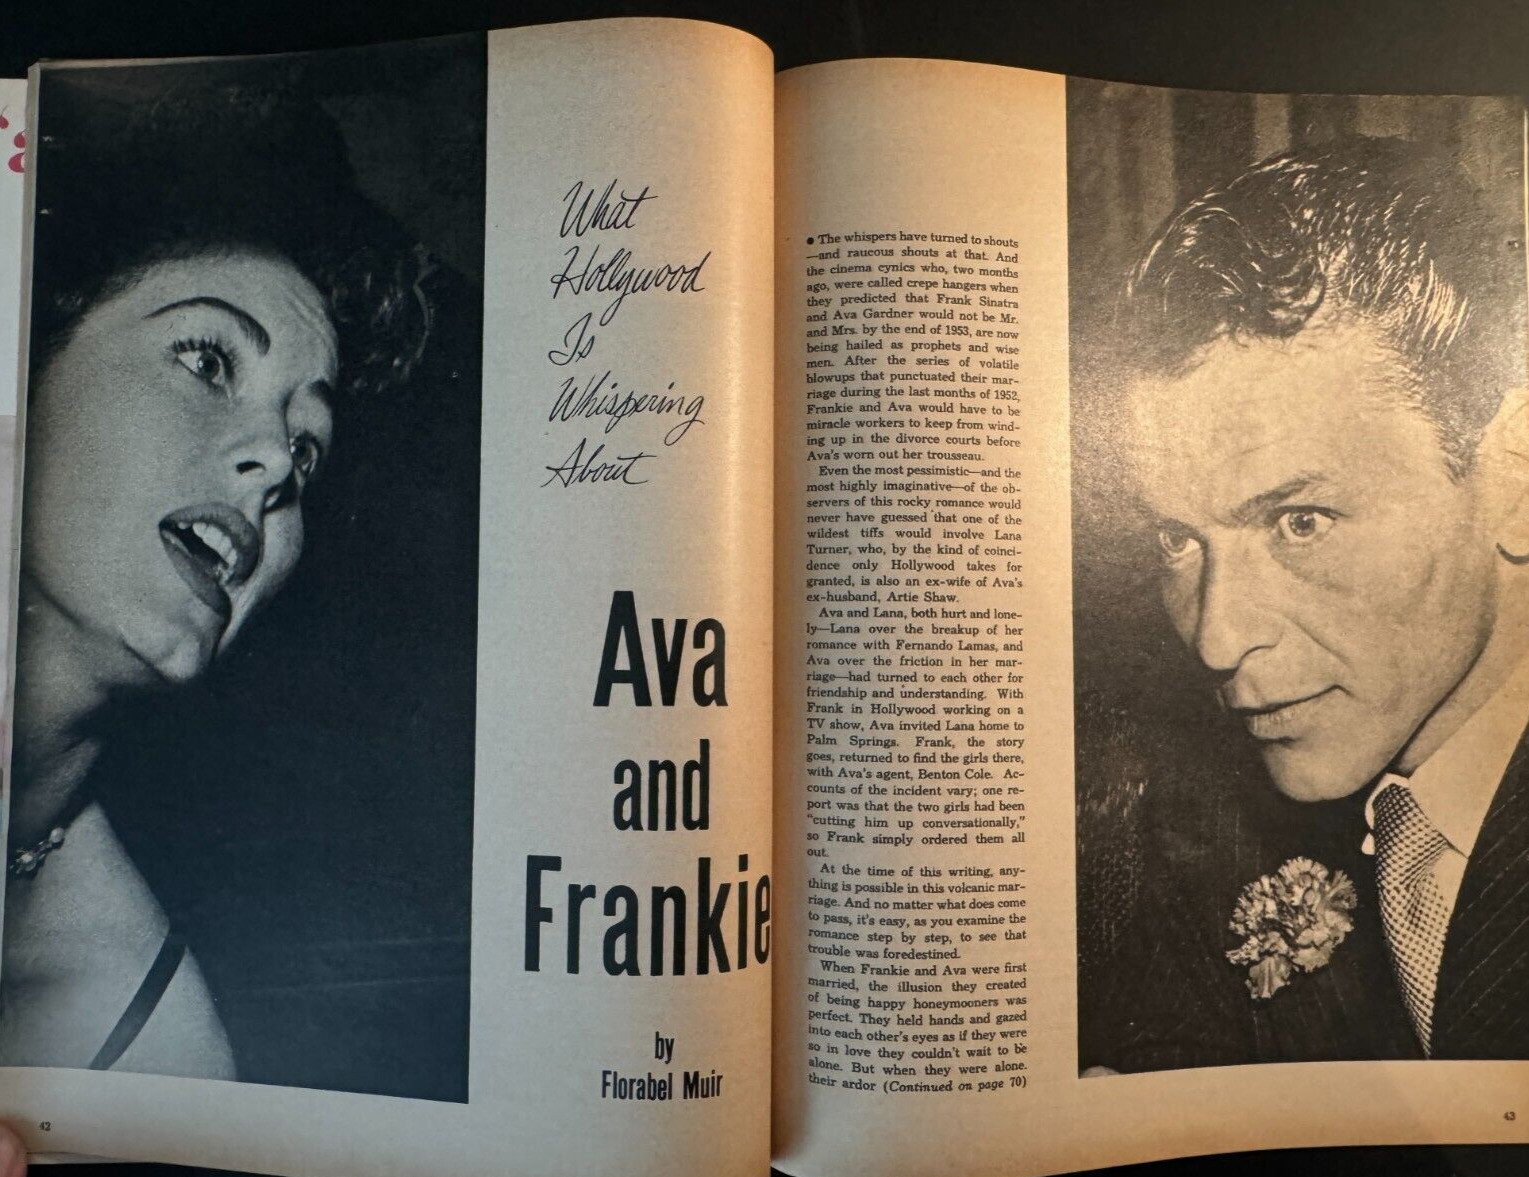 What
Hollywood
Is
Whispering
About
Ava
and
Frankie
by
Florabel Muir
42
● The whispers have turned to shouts
—and raucous shouts at that. And
the cinema cynics who, two months
ago, were called crepe hangers when
they predicted that Frank Sinatra
and Ava Gardner would not be Mr.
and Mrs. by the end of 1953, are now
being hailed as prophets and wise
men. After the series of volatile
blowups that punctuated their mar-
riage during the last months of 1952,
Frankie and Ava would have to be
miracle workers to keep from wind-
ing up in the divorce courts before
Ava's worn out her trousseau.
Even the most pessimistic—and the
most highly imaginative—of the ob-
servers of this rocky romance would
never have guessed that one of the
wildest tiffs would involve Lana
Turner, who, by the kind of coinci-
dence only Hollywood takes for
granted, is also an ex-wife of Ava's
ex-husband, Artie Shaw.
Ava and Lana, both hurt and lone-
ly—Lana over the breakup of her
romance with Fernando Lamas, and
Ava over the friction in her mar-
riage—had turned to each other for
friendship and understanding. With
Frank in Hollywood working on a
TV show, Ava invited Lana home to
Palm Springs. Frank, the story
goes, returned to find the girls there,
with Ava's agent, Benton Cole. Ac-
counts of the incident vary; one re-
port was that the two girls had been
"cutting him up conversationally,"
so Frank simply ordered them all
out.
At the time of this writing, any-
thing is possible in this volcanic mar-
riage. And no matter what does come
to pass, it's easy, as you examine the
romance step by step, to see that
trouble was foredestined.
When Frankie and Ava were first
married, the illusion they created
of being happy honeymooners was
perfect. They held hands and gazed
into each other's eyes as if they were
so in love they couldn't wait to be
alone. But when they were alone.
their ardor (Continued on page 70)
43